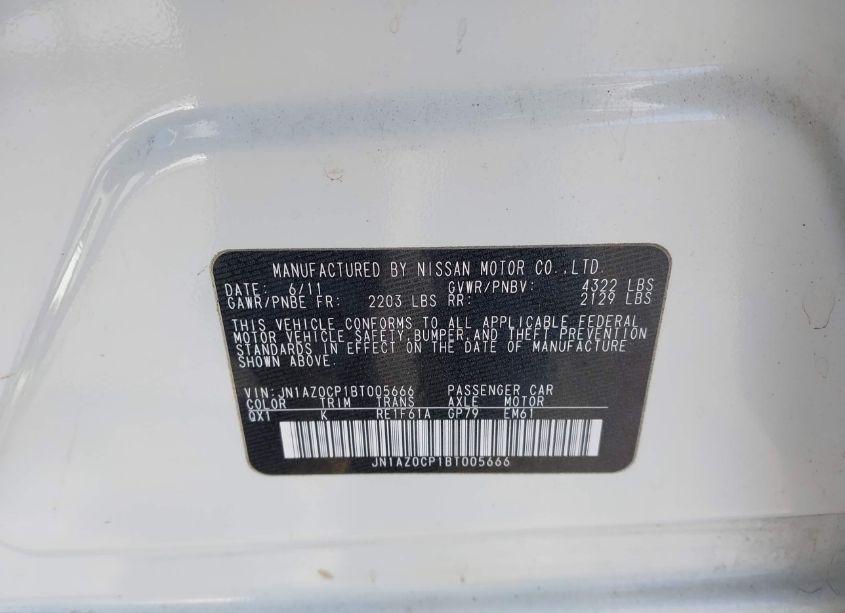 MANUFACTURED BY NISSAN MOTOR CO.,LTD.
DATE: 6/11 GVWR/PNBV: 4322 LBS
GAWR/PNBE FR: 2203 LBS RR: 2129 LBS
THIS VEHICLE CONFORMS TO ALL APPLICABLE FEDERAL
MOTOR VEHICLE SAFETY,BUMPER,AND THEFT PREVENTION
STANDARDS IN EFFECT ON THE DATE OF MANUFACTURE
SHOWN ABOVE.
VIN:JN1AZ0CP1BT005666 PASSENGER CAR
COLOR TRIM TRANS AXLE MOTOR
QX1 K RE1F61A GP79 EM61
JN1AZ0CP1BT005666